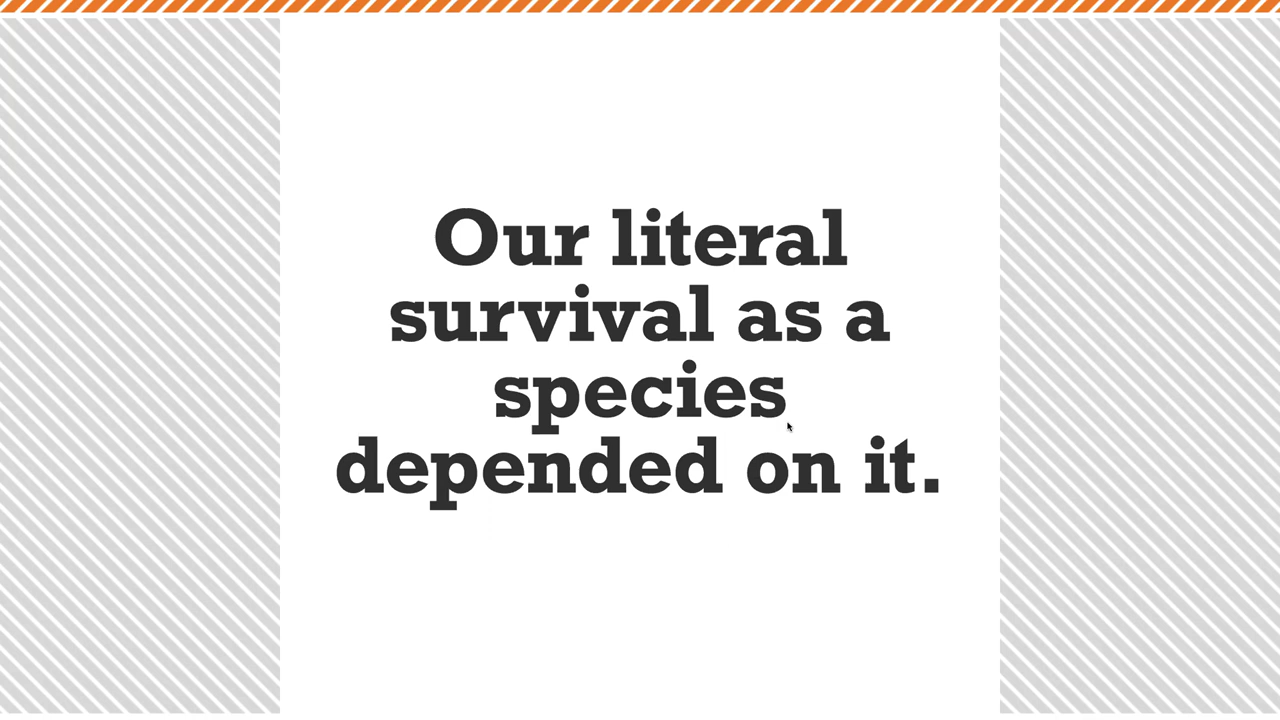 Our literal
survival as a
species
depended on it.